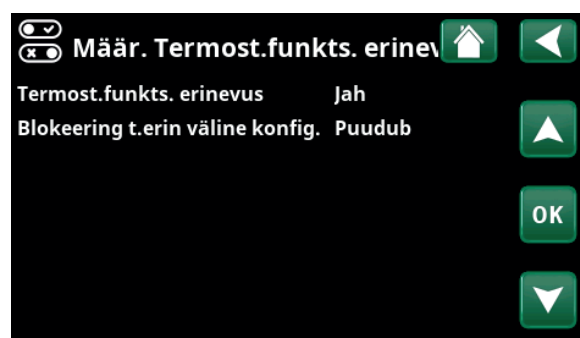 Määr. Termost.funkts. erinev
Termost.funkts. erinevus Jah
Blokeering t.erin väline konfig. Puudub
OK